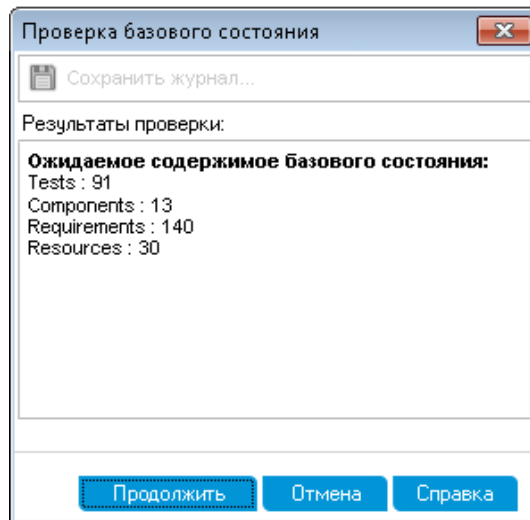 Проверка базового состояния
Сохранить журнал...
Результаты проверки:
Ожидаемое содержимое базового состояния:
Tests : 91
Components : 13
Requirements : 140
Resources : 30
Продолжить Отмена Справка